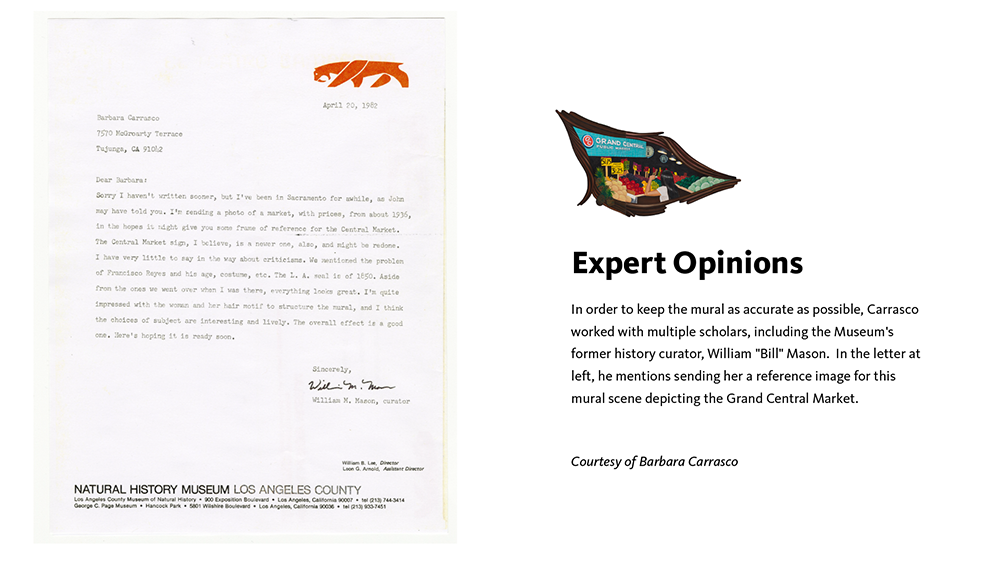 April 20, 1982
Barbara Carrasco
7570 McGroarty Terrace
Tujunga, CA 91042
Dear Barbara:
Sorry I haven't written sooner, but I've been in Sacramento for awhile, as John
may have told you. I'm sending a photo of a market, with prices, from about 1936,
in the hopes it might give you some frame of reference for the Central Market.
The Central Market sign, I believe, is a newer one, also, and might be redone.
I have very little to say in the way about criticisms. We mentioned the problem
of Francisco Reyes and his age, costume, etc. The L. A. seal is of 1850. Aside
from the ones we went over when I was there, everything looks great. I'm quite
impressed with the woman and her hair motif to structure the mural, and I think
the choices of subject are interesting and lively. The overall effect is a good
one. Here's hoping it is ready soon.
Sincerely,
William M. Mason
William M. Mason, curator
William B. Lee, Director
Leon G. Arnold, Assistant Director
NATURAL HISTORY MUSEUM LOS ANGELES COUNTY
Los Angeles County Museum of Natural History • 900 Exposition Boulevard • Los Angeles, California 90007 • tel (213) 744-3414
George C. Page Museum • Hancock Park • 5801 Wilshire Boulevard • Los Angeles, California 90036 • tel (213) 933-7451
GRAND CENTRAL
PUBLIC MARKET
Expert Opinions
In order to keep the mural as accurate as possible, Carrasco
worked with multiple scholars, including the Museum's
former history curator, William "Bill" Mason.  In the letter at
left, he mentions sending her a reference image for this
mural scene depicting the Grand Central Market.
Courtesy of Barbara Carrasco